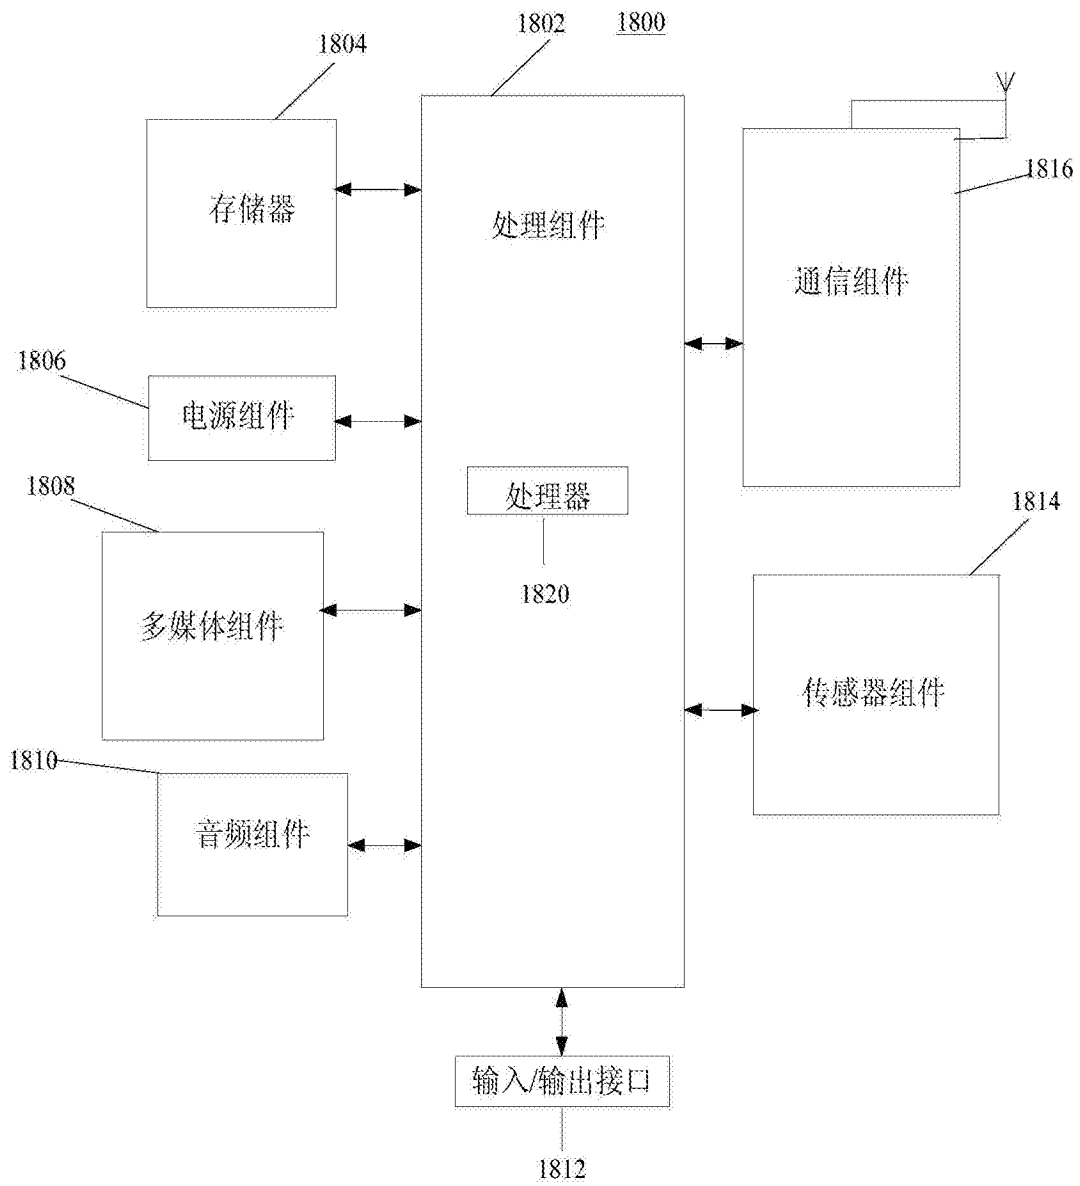 1802
1800
1804
存储器
处理组件
1816
通信组件
1806
电源组件
1808
处理器
1820
1814
多媒体组件
传感器组件
1810
音频组件
输入/输出接口
1812